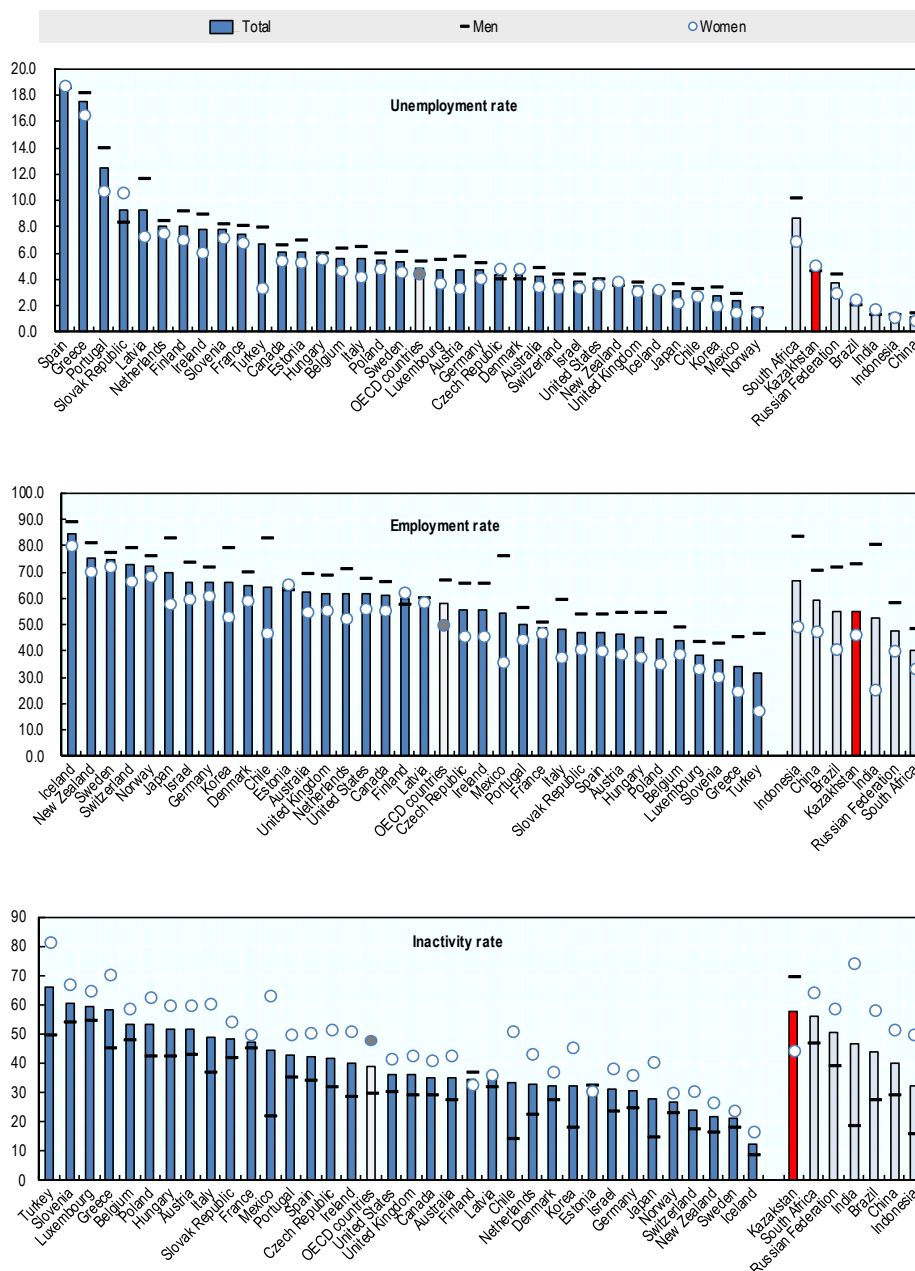 Total Men Women
Unemployment rate
20.0
18.0
16.0
14.0
12.0
10.0
8.0
6.0
4.0
2.0
0.0
Spain
Greece
Portugal
Slovak Republic
Latvia
Netherlands
Finland
Ireland
Slovenia
France
Turkey
Canada
Estonia
Hungary
Belgium
Italy
Poland
Sweden
OECD countries
Luxembourg
Austria
Germany
Czech Republic
Denmark
Australia
Switzerland
Israel
United States
New Zealand
United Kingdom
Iceland
Japan
Chile
Korea
Mexico
Norway
South Africa
Kazakhstan
Russian Federation
Brazil
India
Indonesia
China
Employment rate
100.0
90.0
80.0
70.0
60.0
50.0
40.0
30.0
20.0
10.0
0.0
Iceland
New Zealand
Sweden
Switzerland
Norway
Japan
Israel
Germany
Korea
Denmark
Chile
Estonia
Australia
United Kingdom
Netherlands
United States
Canada
Finland
Latvia
OECD countries
Czech Republic
Ireland
Mexico
Portugal
France
Italy
Slovak Republic
Spain
Austria
Hungary
Poland
Belgium
Luxembourg
Slovenia
Greece
Turkey
Indonesia
China
Brazil
Kazakhstan
India
Russian Federation
South Africa
Inactivity rate
90
80
70
60
50
40
30
20
10
0
Turkey
Slovenia
Luxembourg
Greece
Belgium
Poland
Hungary
Austria
Italy
Slovak Republic
France
Mexico
Portugal
Spain
Czech Republic
Ireland
OECD countries
United States
United Kingdom
Canada
Australia
Finland
Latvia
Chile
Netherlands
Denmark
Korea
Estonia
Israel
Germany
Japan
Norway
Switzerland
New Zealand
Sweden
Iceland
Kazakstan
South Africa
Russian Federation
India
Brazil
China
Indonesia